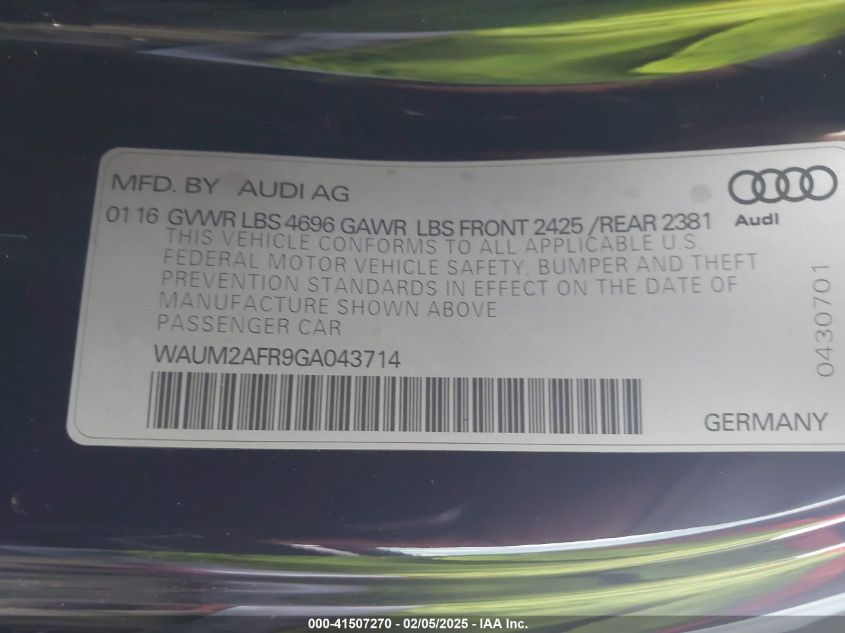 MFD. BY AUDI AG
01 16 GVWR LBS 4696 GAWR LBS FRONT 2425 /REAR 2381
Audi
THIS VEHICLE CONFORMS TO ALL APPLICABLE U.S.
FEDERAL MOTOR VEHICLE SAFETY, BUMPER AND THEFT
PREVENTION STANDARDS IN EFFECT ON THE DATE OF
MANUFACTURE SHOWN ABOVE
PASSENGER CAR
WAUM2AFR9GA043714
0430701
GERMANY
000-41507270 - 02/05/2025 - IAA Inc.